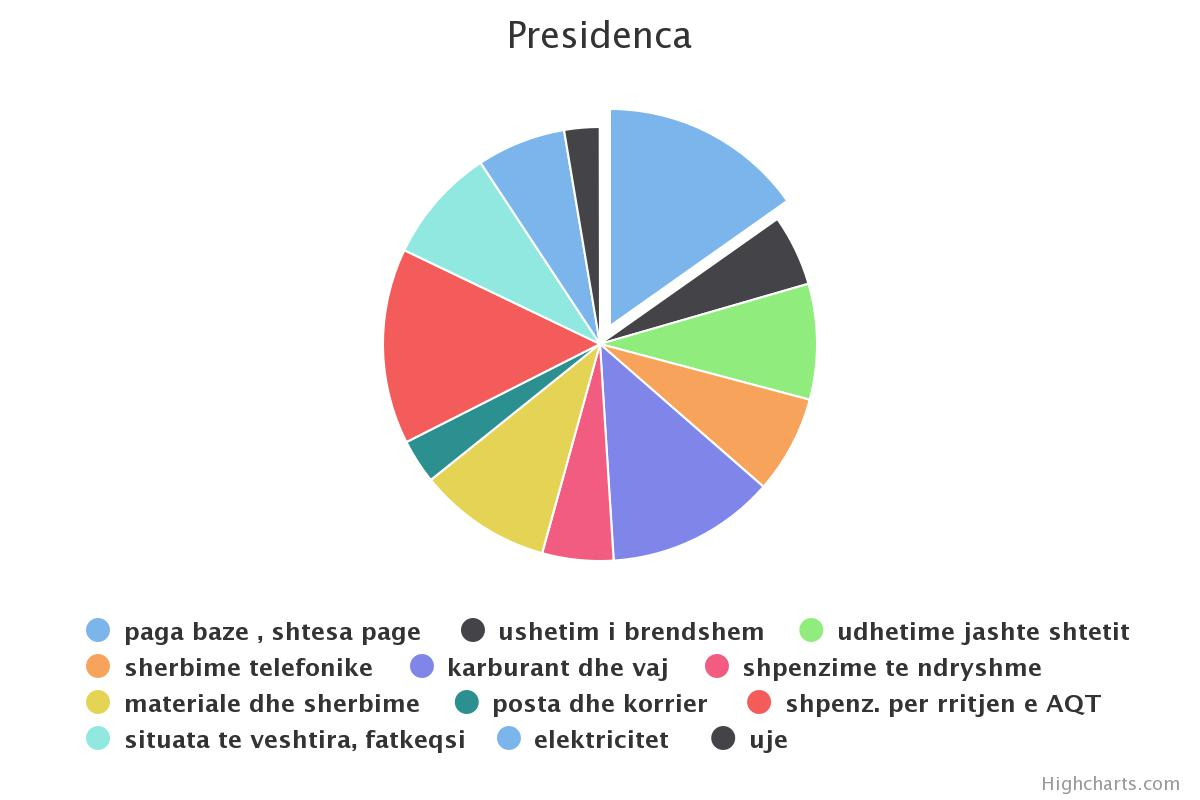 Presidenca
paga baze , shtesa page ushetim i brendshem udhetime jashte shtetit
sherbime telefonike karburant dhe vaj shpenzime te ndryshme
materiale dhe sherbime posta dhe korrier shpenz. per rritjen e AQT
situata te veshtira, fatkeqsi elektricitet uje
Highcharts.com